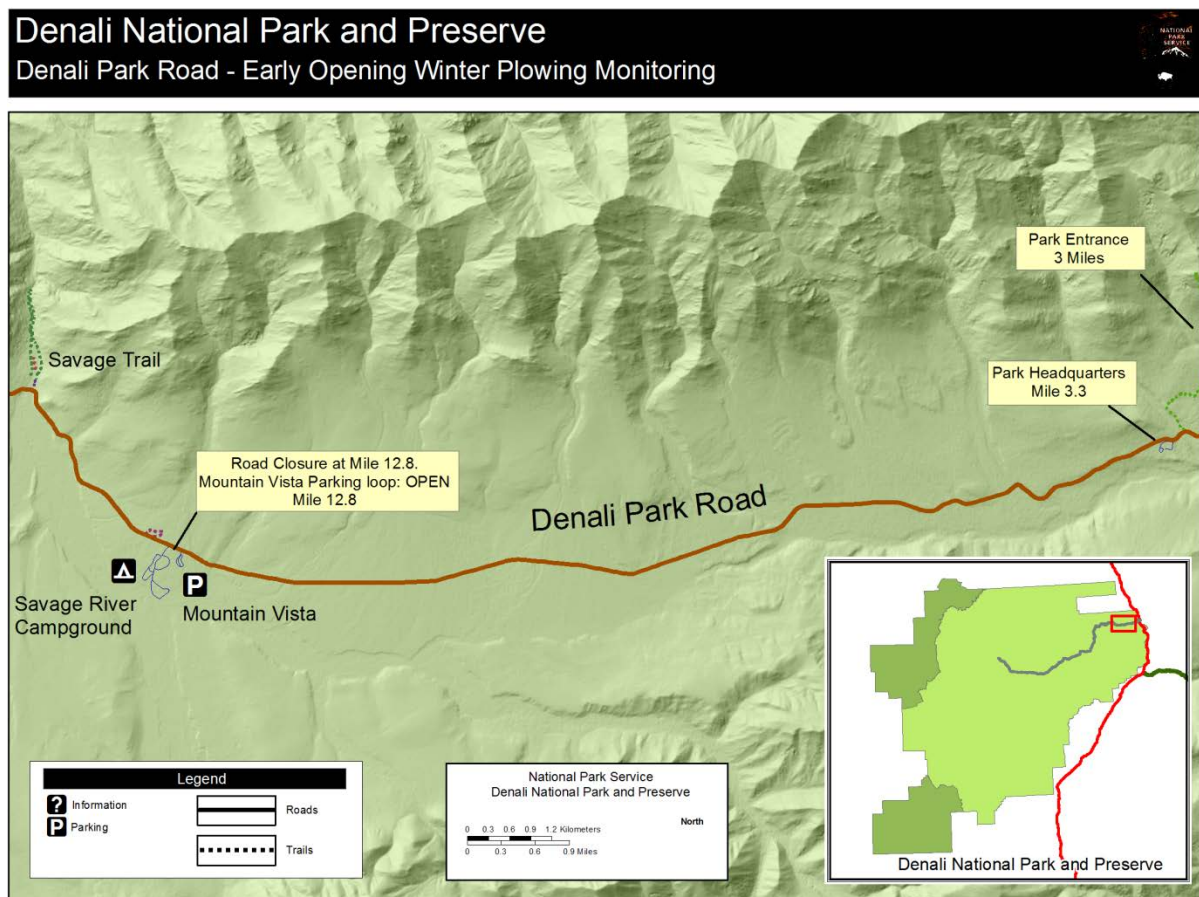 Denali National Park and Preserve
Denali Park Road - Early Opening Winter Plowing Monitoring
NATIONAL
PARK
SERVICE
Park Entrance
3 Miles
Savage Trail
Park Headquarters
Mile 3.3
Road Closure at Mile 12.8.
Mountain Vista Parking loop: OPEN
Mile 12.8
Denali Park Road
P
Savage River
Campground
Mountain Vista
Legend
? Information
P Parking
Roads
Trails
National Park Service
Denali National Park and Preserve
North
0 0.3 0.6 0.9 1.2 Kilometers
0 0.3 0.6 0.9 Miles
Denali National Park and Preserve